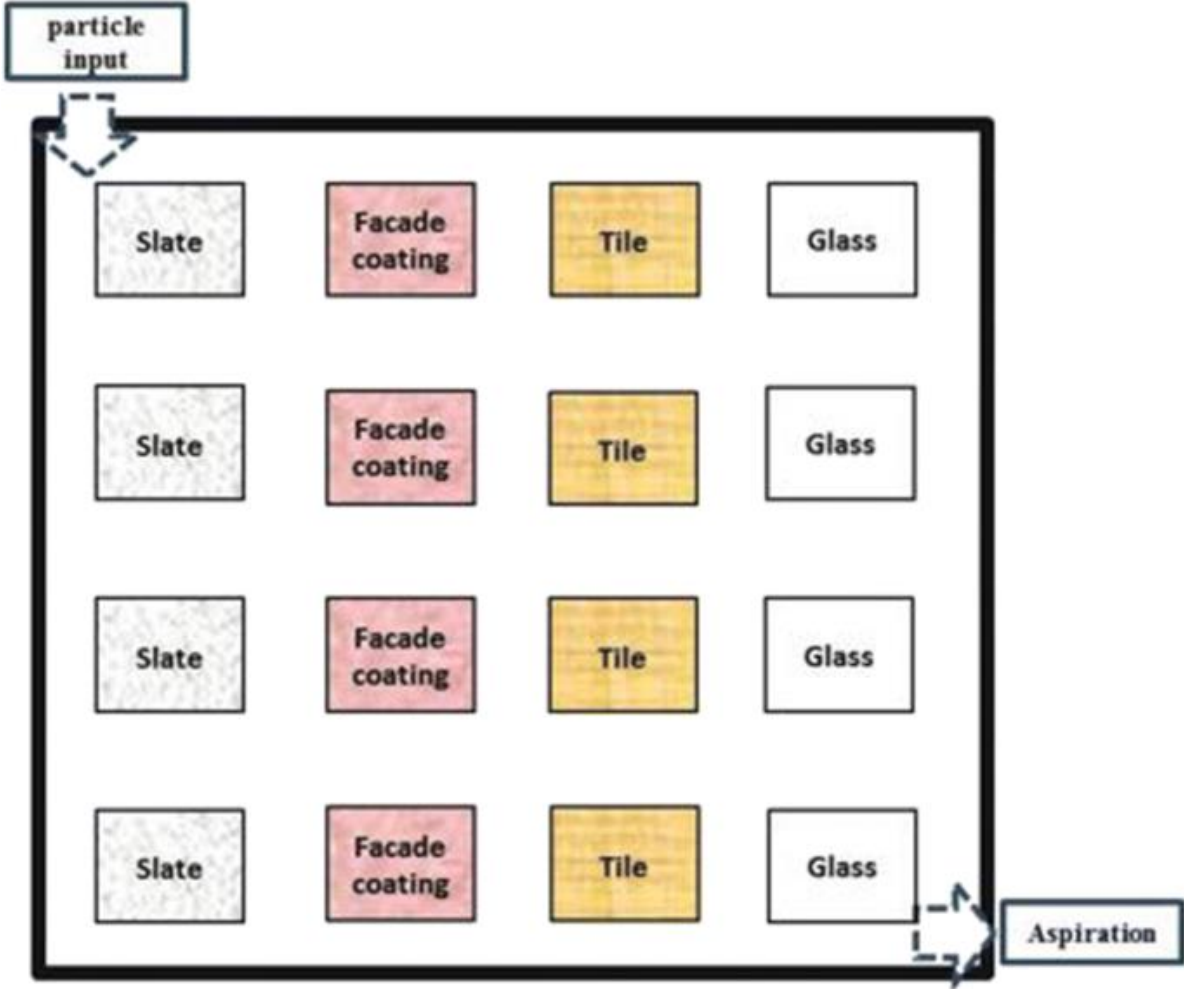 particle
input
Slate
Facade
coating
Tile
Glass
Slate
Facade
coating
Tile
Glass
Slate
Facade
coating
Tile
Glass
Slate
Facade
coating
Tile
Glass
Aspiration